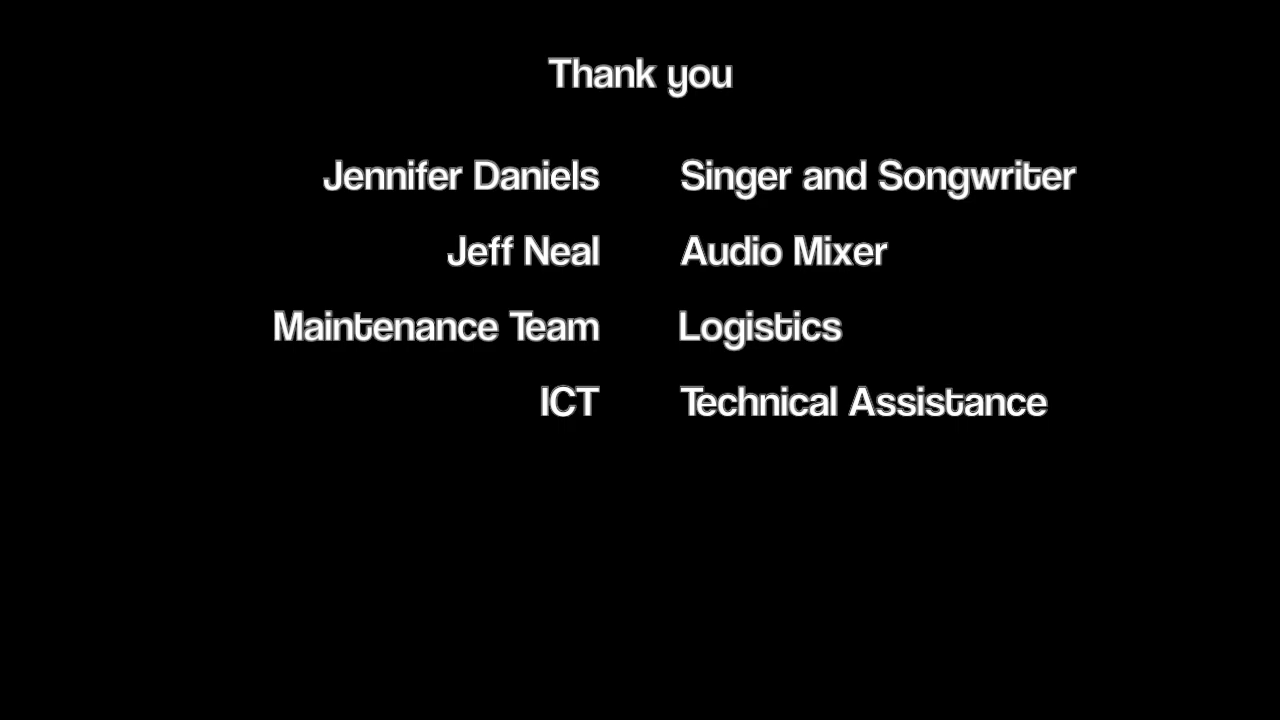 Thank you
Jennifer Daniels Singer and Songwriter
Jeff Neal Audio Mixer
Maintenance Team Logistics
ICT Technical Assistance